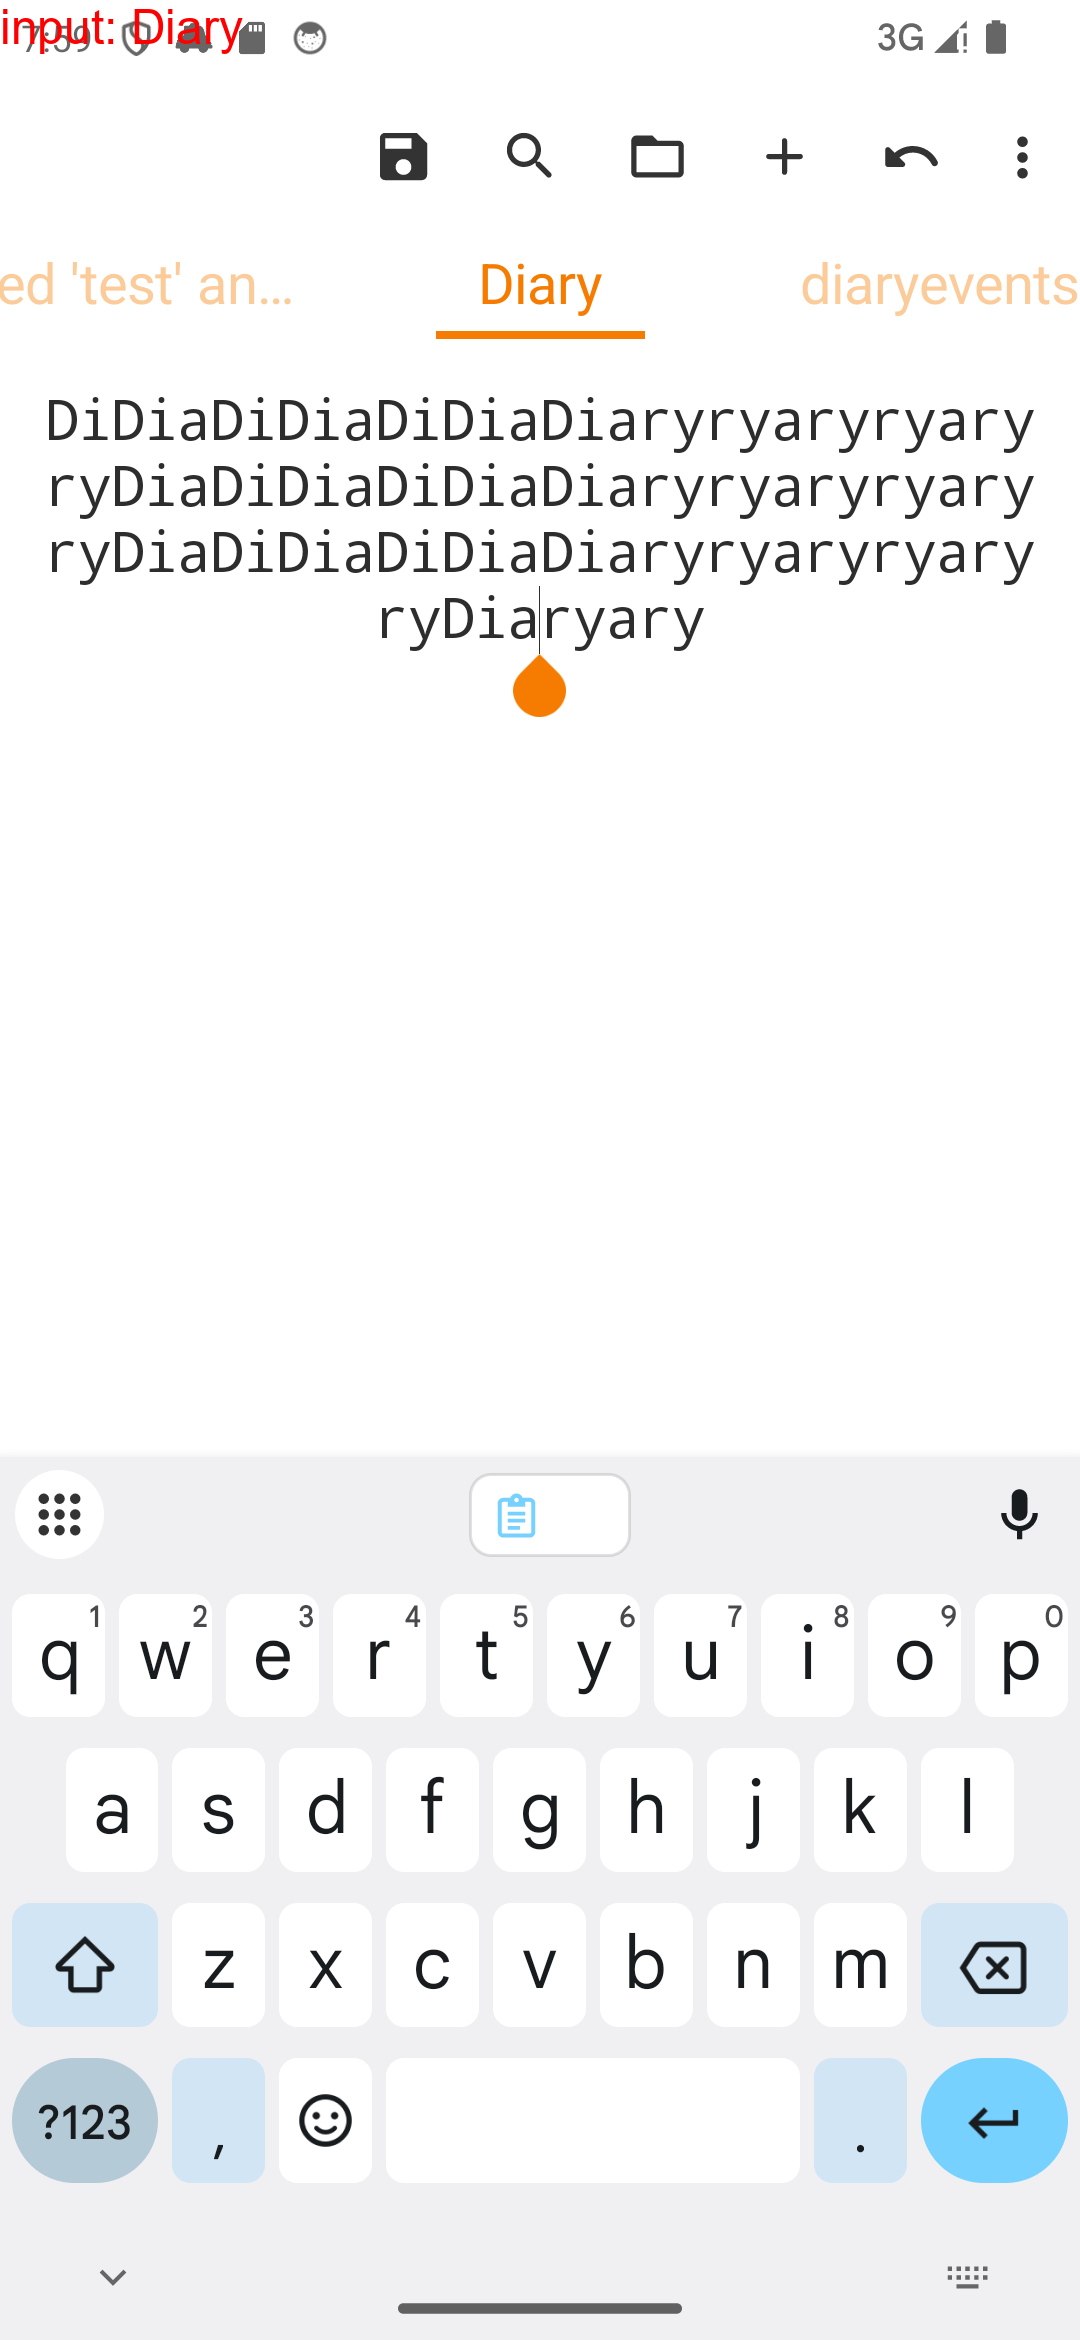 input: Diary
7:59
3G
ed 'test' an...
Diary
diaryevents
DiDiaDiDiaDiDiaDiaryryaryryary
ryDiaDiDiaDiDiaDiaryryaryryary
ryDiaDiDiaDiDiaDiaryryaryryary
ryDiaryary
q 1 w 2 e 3 r 4 t 5 y 6 u 7 i 8 o 9 p 0
a s d f g h j k l
z x c v b n m
?123 , .